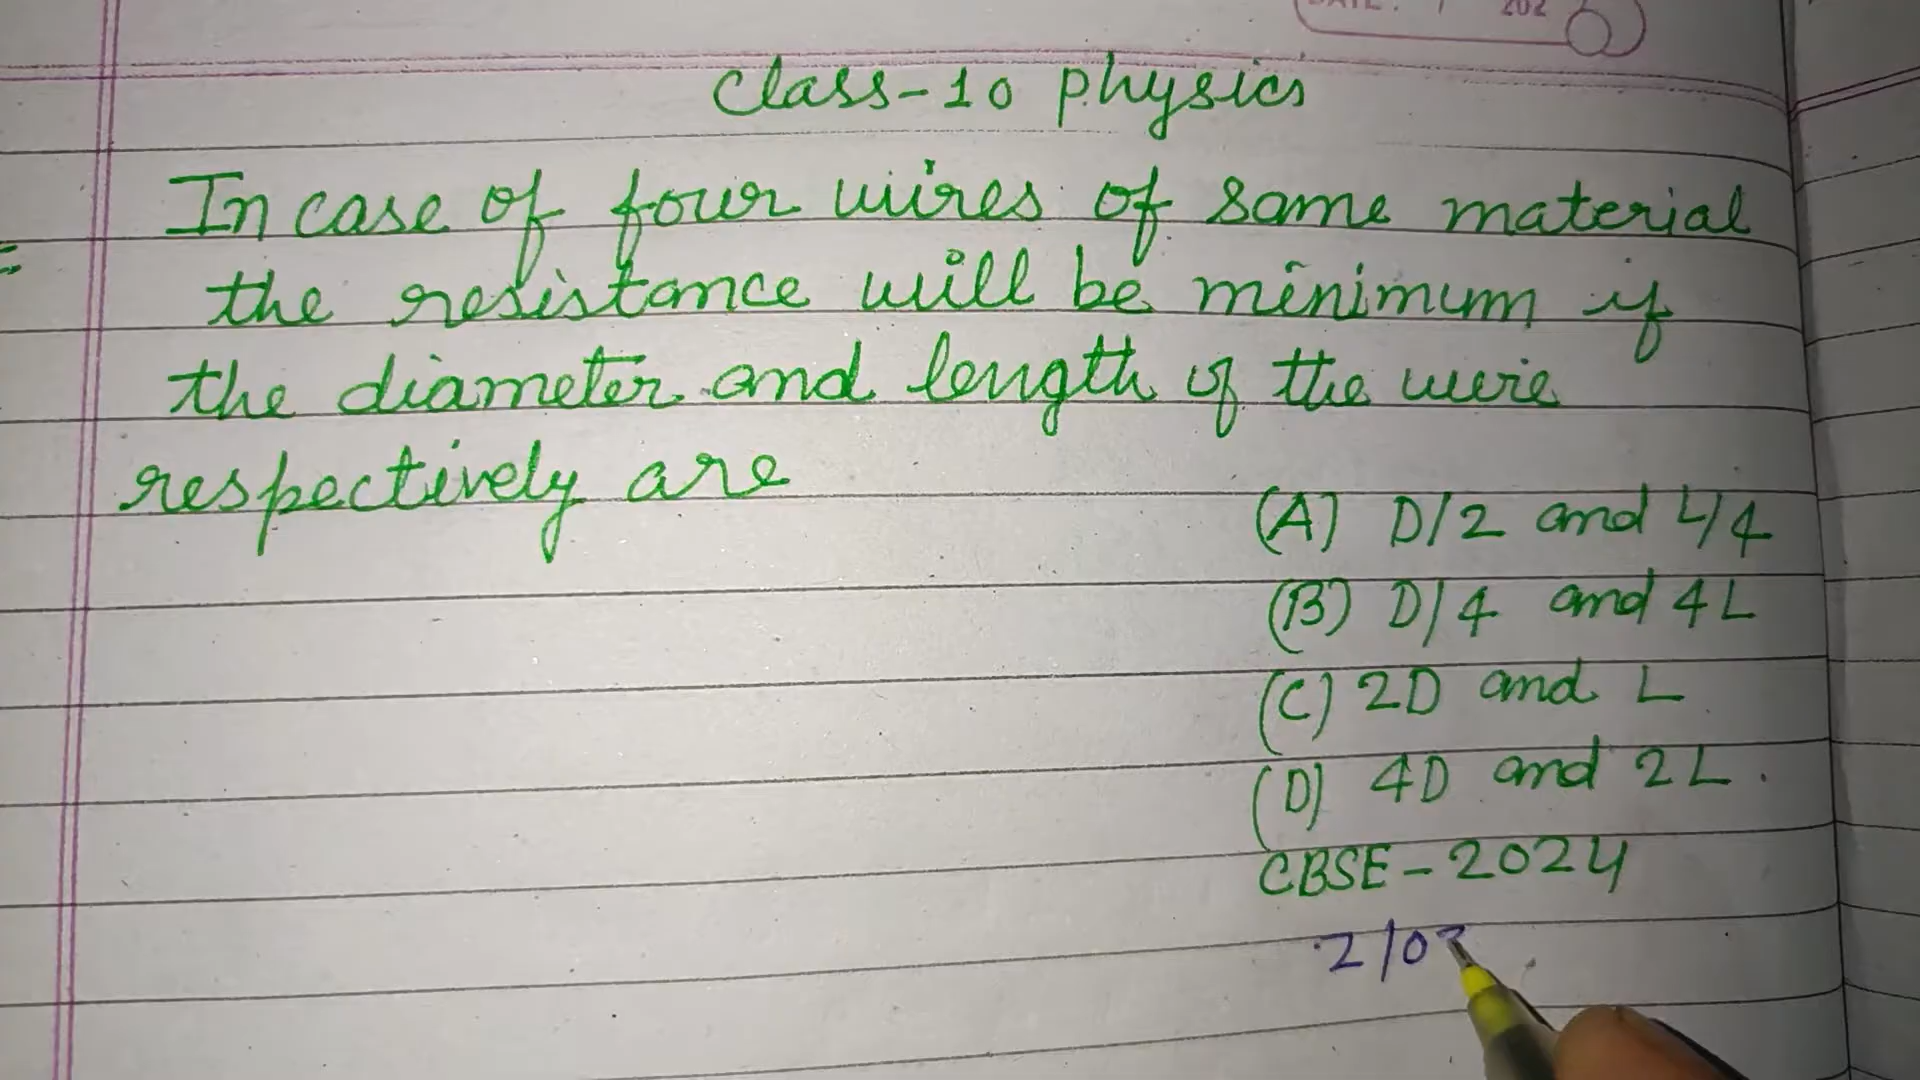 DATE: / 202
Class-10 physics
In case of four wires of same material
the resistance will be minimum if
the diameter and length of the wire
respectively are
(A) D/2 and L/4
(B) D/4 and 4L
(C) 2D and L
(D) 4D and 2L.
CBSE-2024
2/03